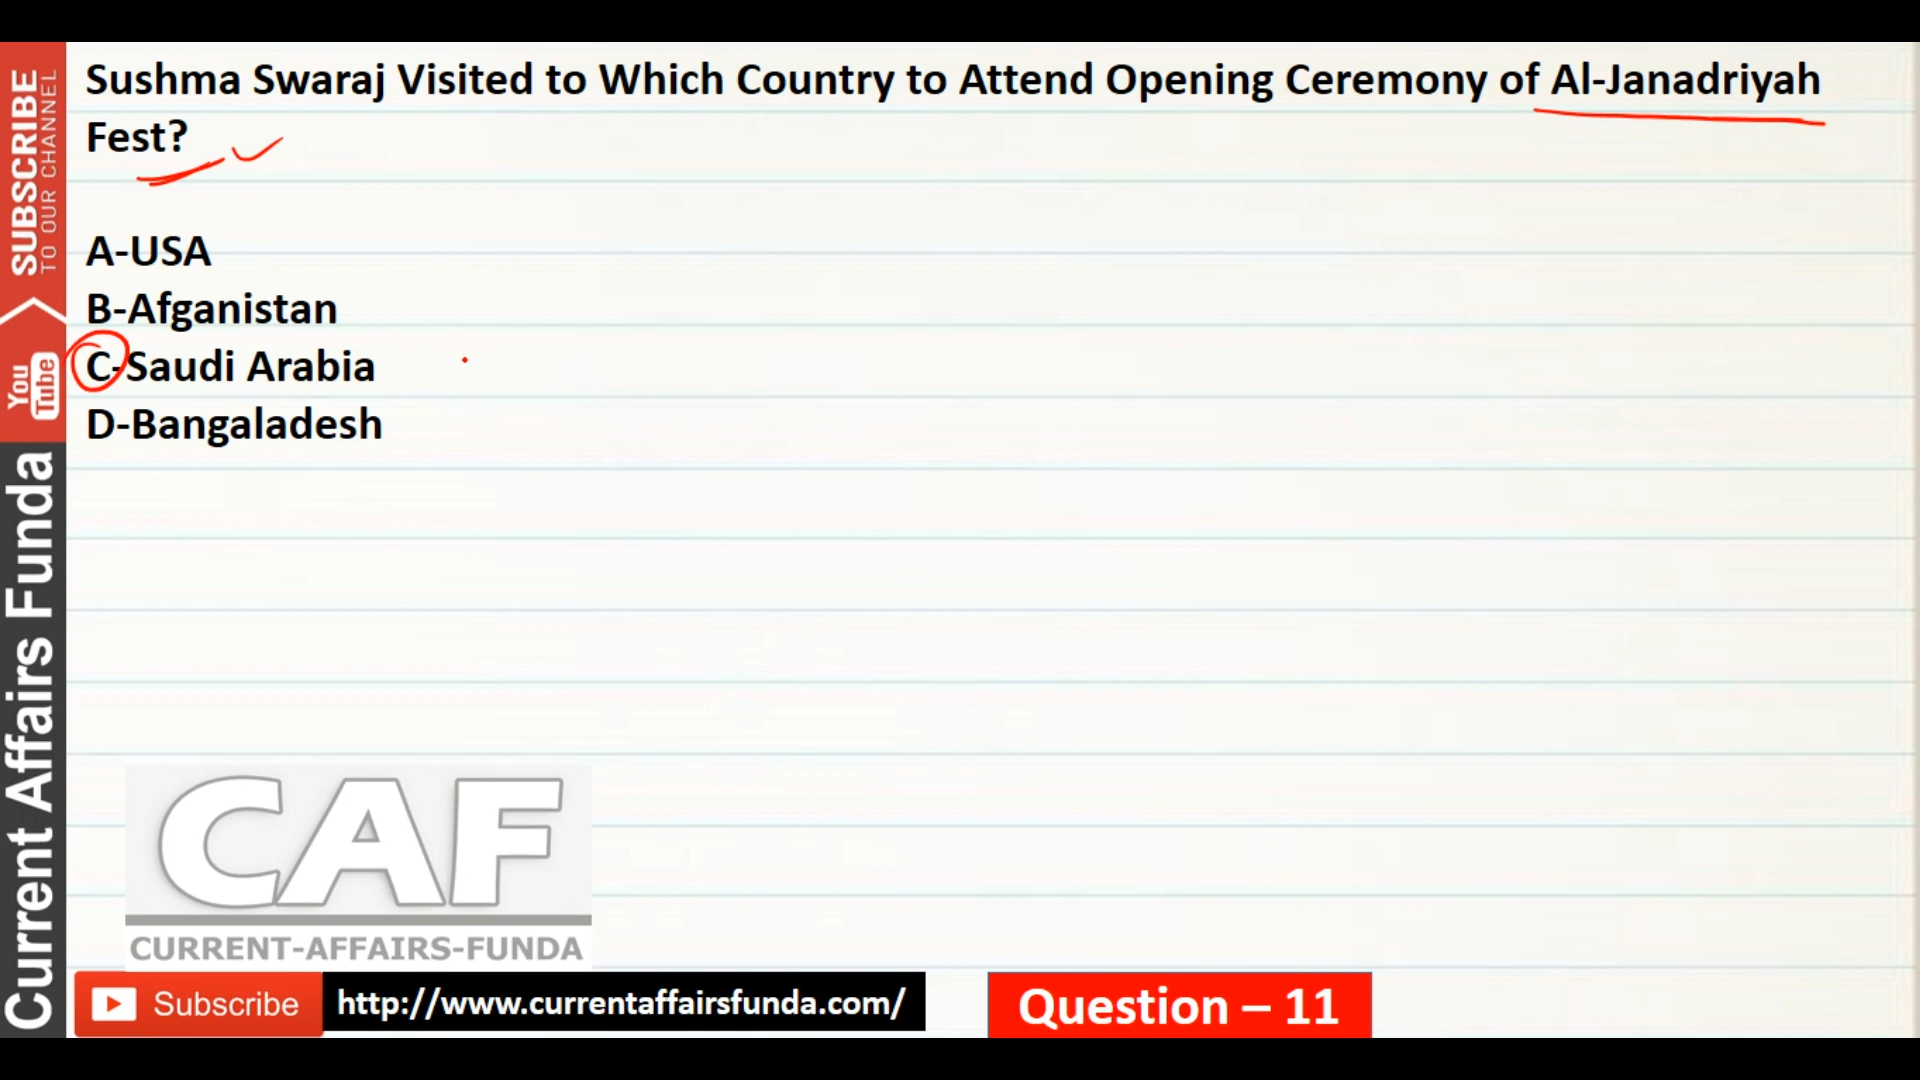 Sushma Swaraj Visited to Which Country to Attend Opening Ceremony of Al-Janadriyah
Fest?
A-USA
B-Afganistan
C-Saudi Arabia
D-Bangaladesh
SUBSCRIBE
TO OUR CHANNEL
You
Tube
Current Affairs Funda
CAF
CURRENT-AFFAIRS-FUNDA
Subscribe
http://www.currentaffairsfunda.com/
Question – 11